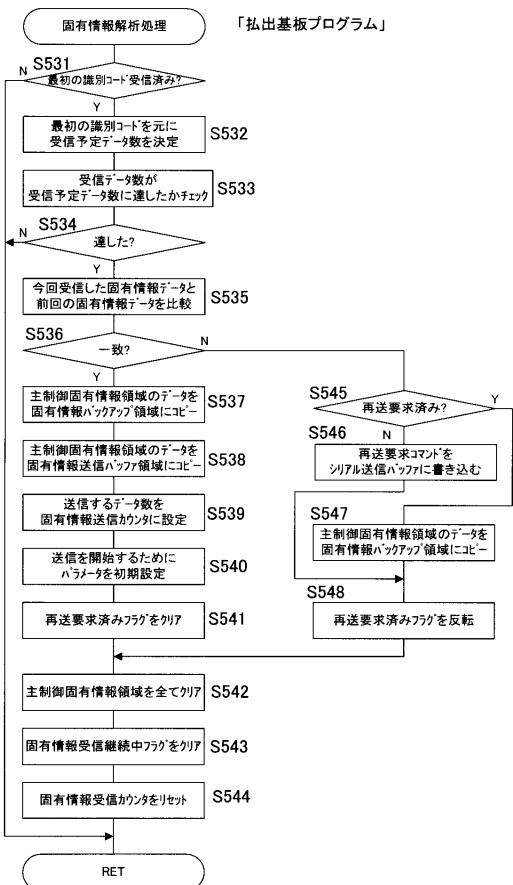 固有情報解析処理
「払出基板プログラム」
S531
N
最初の識別コード受信済み?
Y
最初の識別コードを元に
受信予定データ数を決定
S532
受信データ数が
受信予定データ数に達したかチェック
S533
S534
N
達した?
Y
今回受信した固有情報データと
前回の固有情報データを比較
S535
S536
N
一致?
Y
主制御固有情報領域のデータを
固有情報バックアップ領域にコピー
S537
主制御固有情報領域のデータを
固有情報送信バッファ領域にコピー
S538
送信するデータ数を
固有情報送信カウンタに設定
S539
送信を開始するために
パラメータを初期設定
S540
再送要求済みフラグをクリア
S541
S545
再送要求済み?
Y
S546
N
再送要求コマンドを
シリアル送信バッファに書き込む
S547
主制御固有情報領域のデータを
固有情報バックアップ領域にコピー
S548
再送要求済みフラグを反転
主制御固有情報領域を全てクリア
S542
固有情報受信継続中フラグをクリア
S543
固有情報受信カウンタをリセット
S544
RET